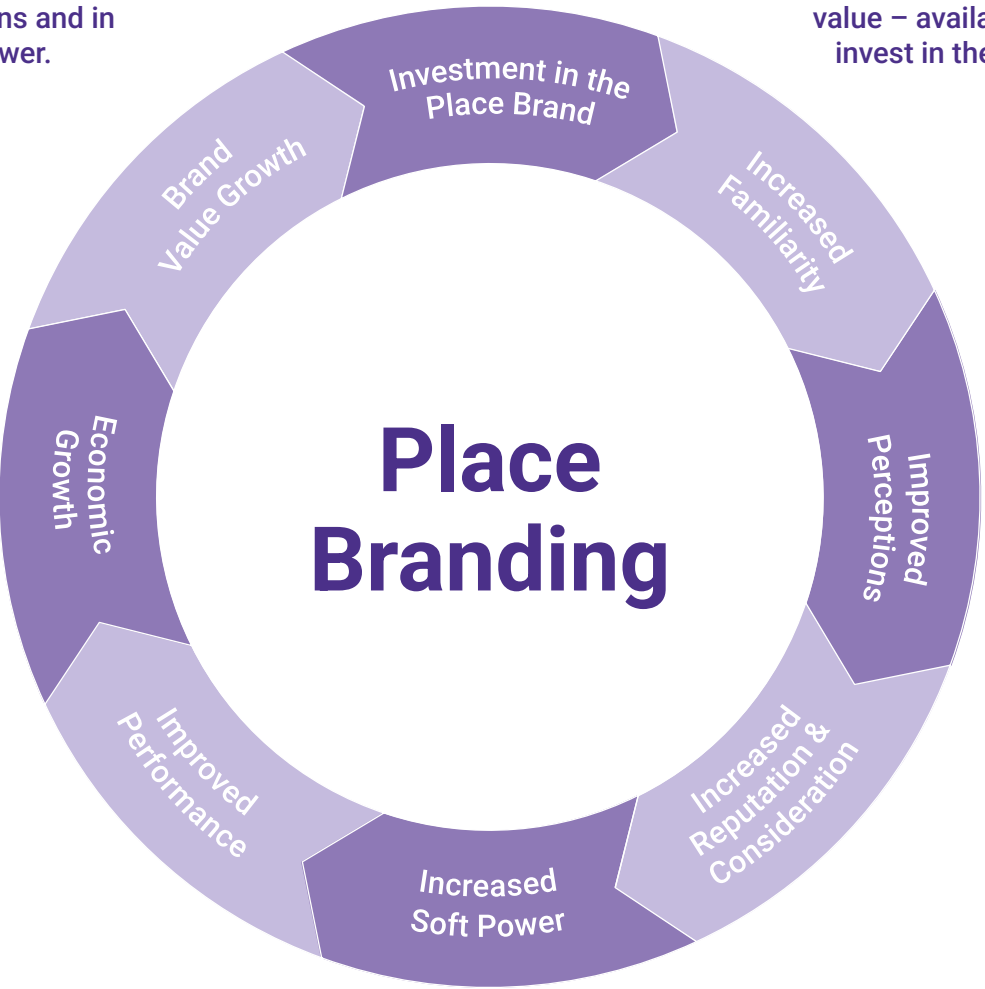 ns and in
wer.
value – availa
invest in the
Investment in the
Place Brand
Increased
Familiarity
Improved
Perceptions
Increased
Reputation &
Consideration
Increased
Soft Power
Improved
Performance
Economic
Growth
Brand
Value Growth
Place
Branding